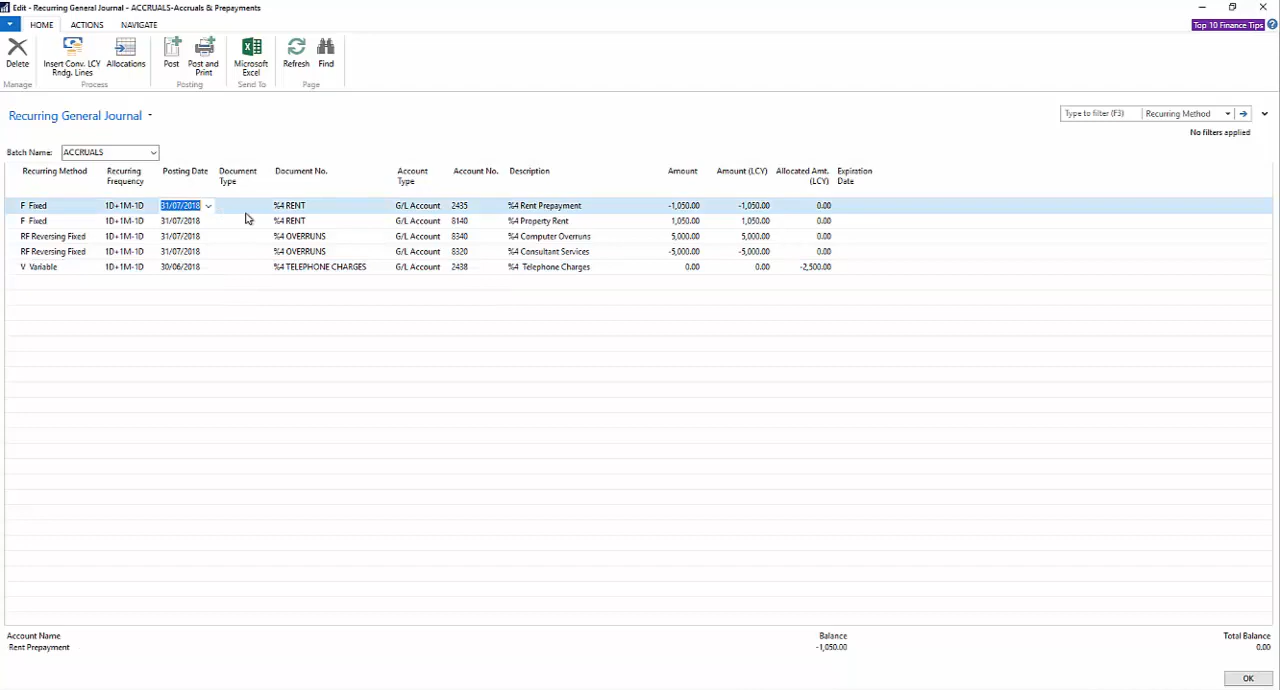 Edit - Recurring General Journal - ACCRUALS-Accruals & Prepayments
HOME ACTIONS NAVIGATE
Top 10 Finance Tips
Delete Insert Conv. LCY Rndg. Lines Allocations Post Post and Print Microsoft Excel Refresh Find
Manage Process Posting Send To Page
Recurring General Journal
Type to filter (F3) Recurring Method
No filters applied
Batch Name: ACCRUALS
Recurring Method Recurring Frequency Posting Date Document Type Document No. Account Type Account No. Description Amount Amount (LCY) Allocated Amt. (LCY) Expiration Date
F Fixed 1D+1M-1D 31/07/2018 %4 RENT G/L Account 2435 %4 Rent Prepayment -1,050.00 -1,050.00 0.00
F Fixed 1D+1M-1D 31/07/2018 %4 RENT G/L Account 8140 %4 Property Rent 1,050.00 1,050.00 0.00
RF Reversing Fixed 1D+1M-1D 31/07/2018 %4 OVERRUNS G/L Account 8340 %4 Computer Overruns 5,000.00 5,000.00 0.00
RF Reversing Fixed 1D+1M-1D 31/07/2018 %4 OVERRUNS G/L Account 8320 %4 Consultant Services -5,000.00 -5,000.00 0.00
V Variable 1D+1M-1D 30/06/2018 %4 TELEPHONE CHARGES G/L Account 2438 %4 Telephone Charges 0.00 0.00 -2,500.00
Account Name Balance Total Balance
Rent Prepayment -1,050.00 0.00
OK